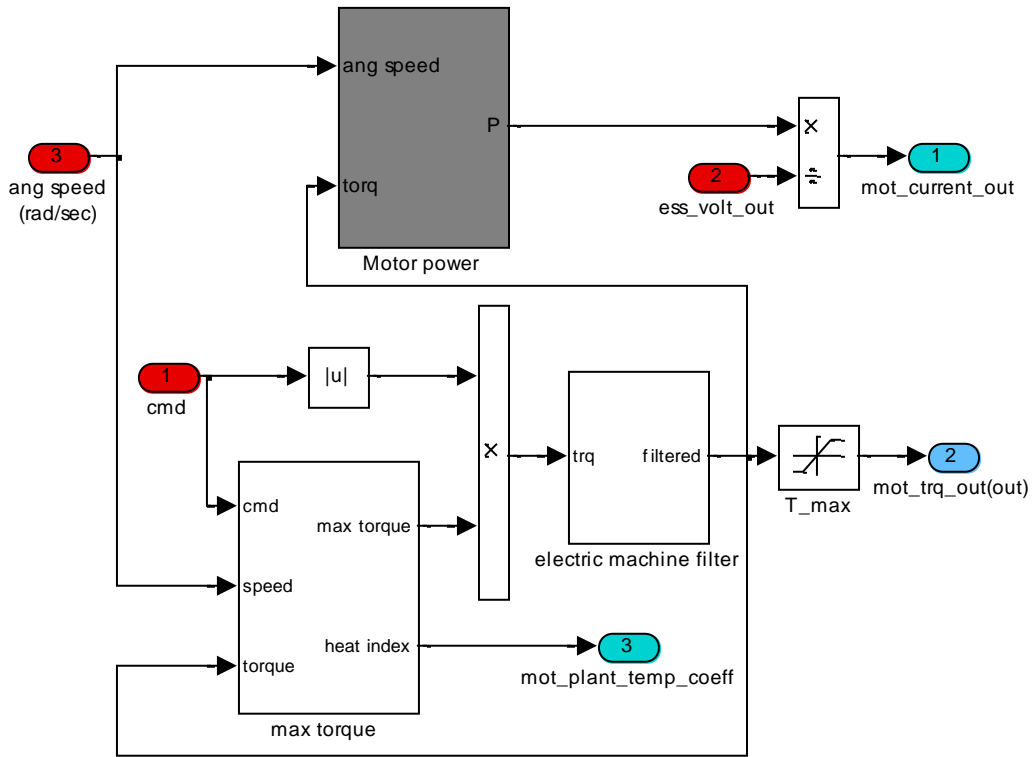 ang speed
P
torq
Motor power
3
ang speed
(rad/sec)
2
ess_volt_out
×
÷
1
mot_current_out
1
cmd
|u|
×
cmd
max torque
speed
heat index
torque
max torque
trq
filtered
electric machine filter
T_max
2
mot_trq_out(out)
3
mot_plant_temp_coeff